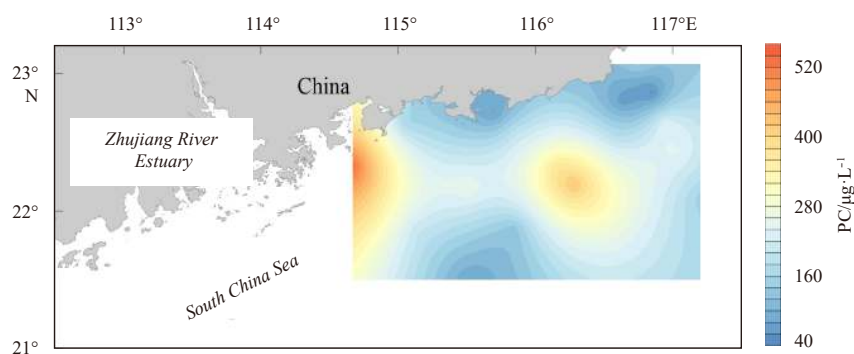 113° 114° 115° 116° 117°E
23°
N
22°
21°
China
Zhujiang River
Estuary
South China Sea
520
400
280
160
40
PC/μg·L⁻¹